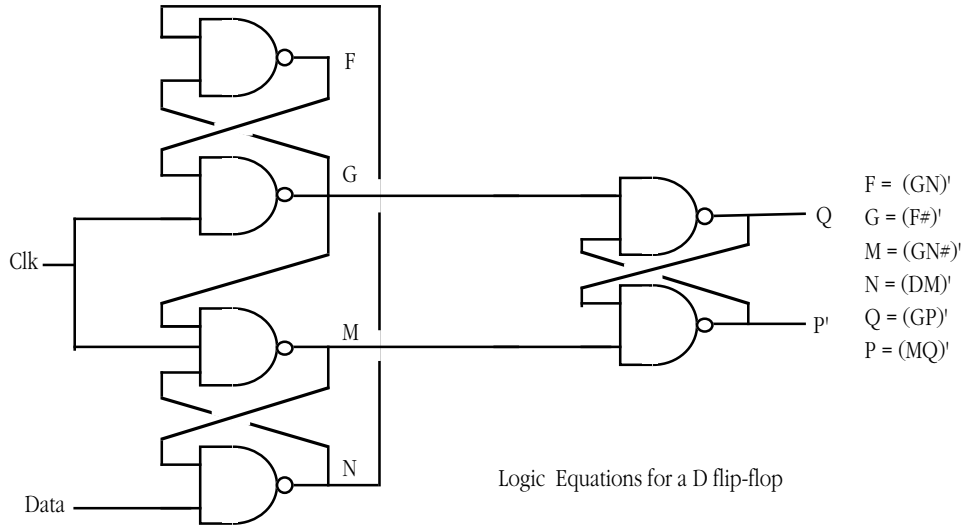 F
G
Clk
M
N
Data
Q
P'
F = (GN)'
G = (F#)'
M = (GN#)'
N = (DM)'
Q = (GP)'
P = (MQ)'
Logic Equations for a D flip-flop